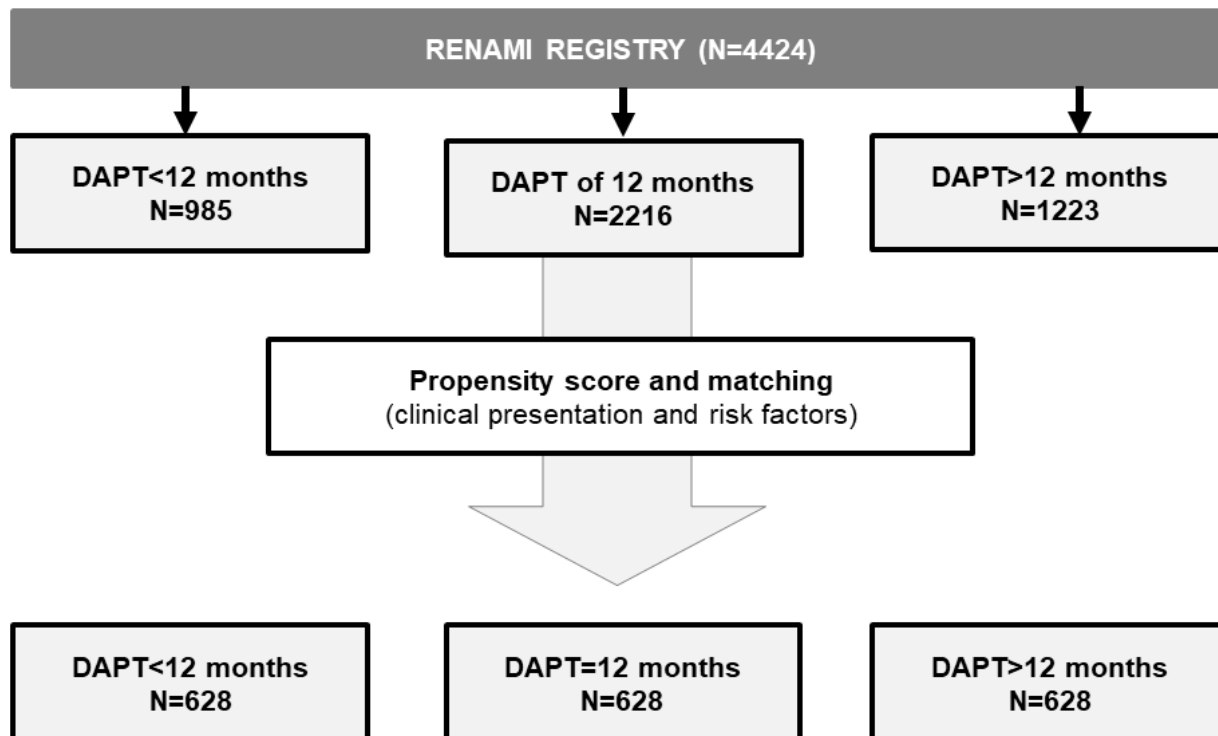 RENAMI REGISTRY (N=4424)
DAPT<12 months
N=985
DAPT of 12 months
N=2216
DAPT>12 months
N=1223
Propensity score and matching
(clinical presentation and risk factors)
DAPT<12 months
N=628
DAPT=12 months
N=628
DAPT>12 months
N=628